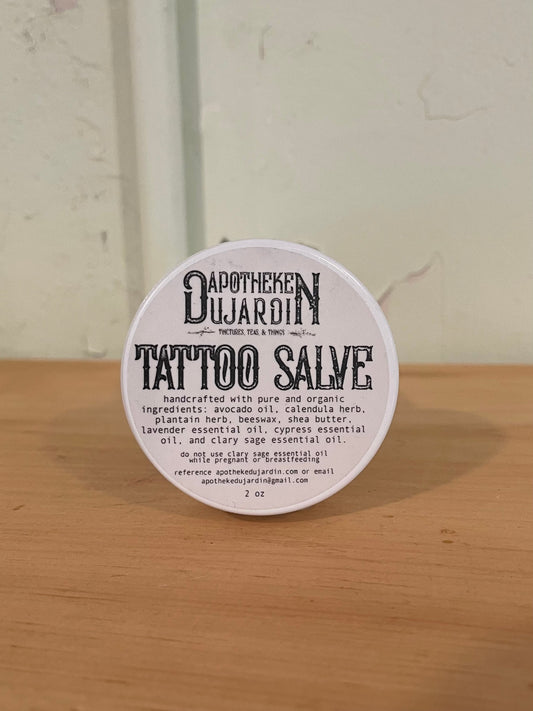 APOTHEKE
DUJARDIN
TINCTURES, TEAS, & THINGS
TATTOO SALVE
handcrafted with pure and organic
ingredients: avocado oil, calendula herb,
plantain herb, beeswax, shea butter,
lavender essential oil, cypress essential
oil, and clary sage essential oil.
do not use clary sage essential oil
while pregnant or breastfeeding
reference apothekedujardin.com or email
apothekedujardin@gmail.com
2 oz